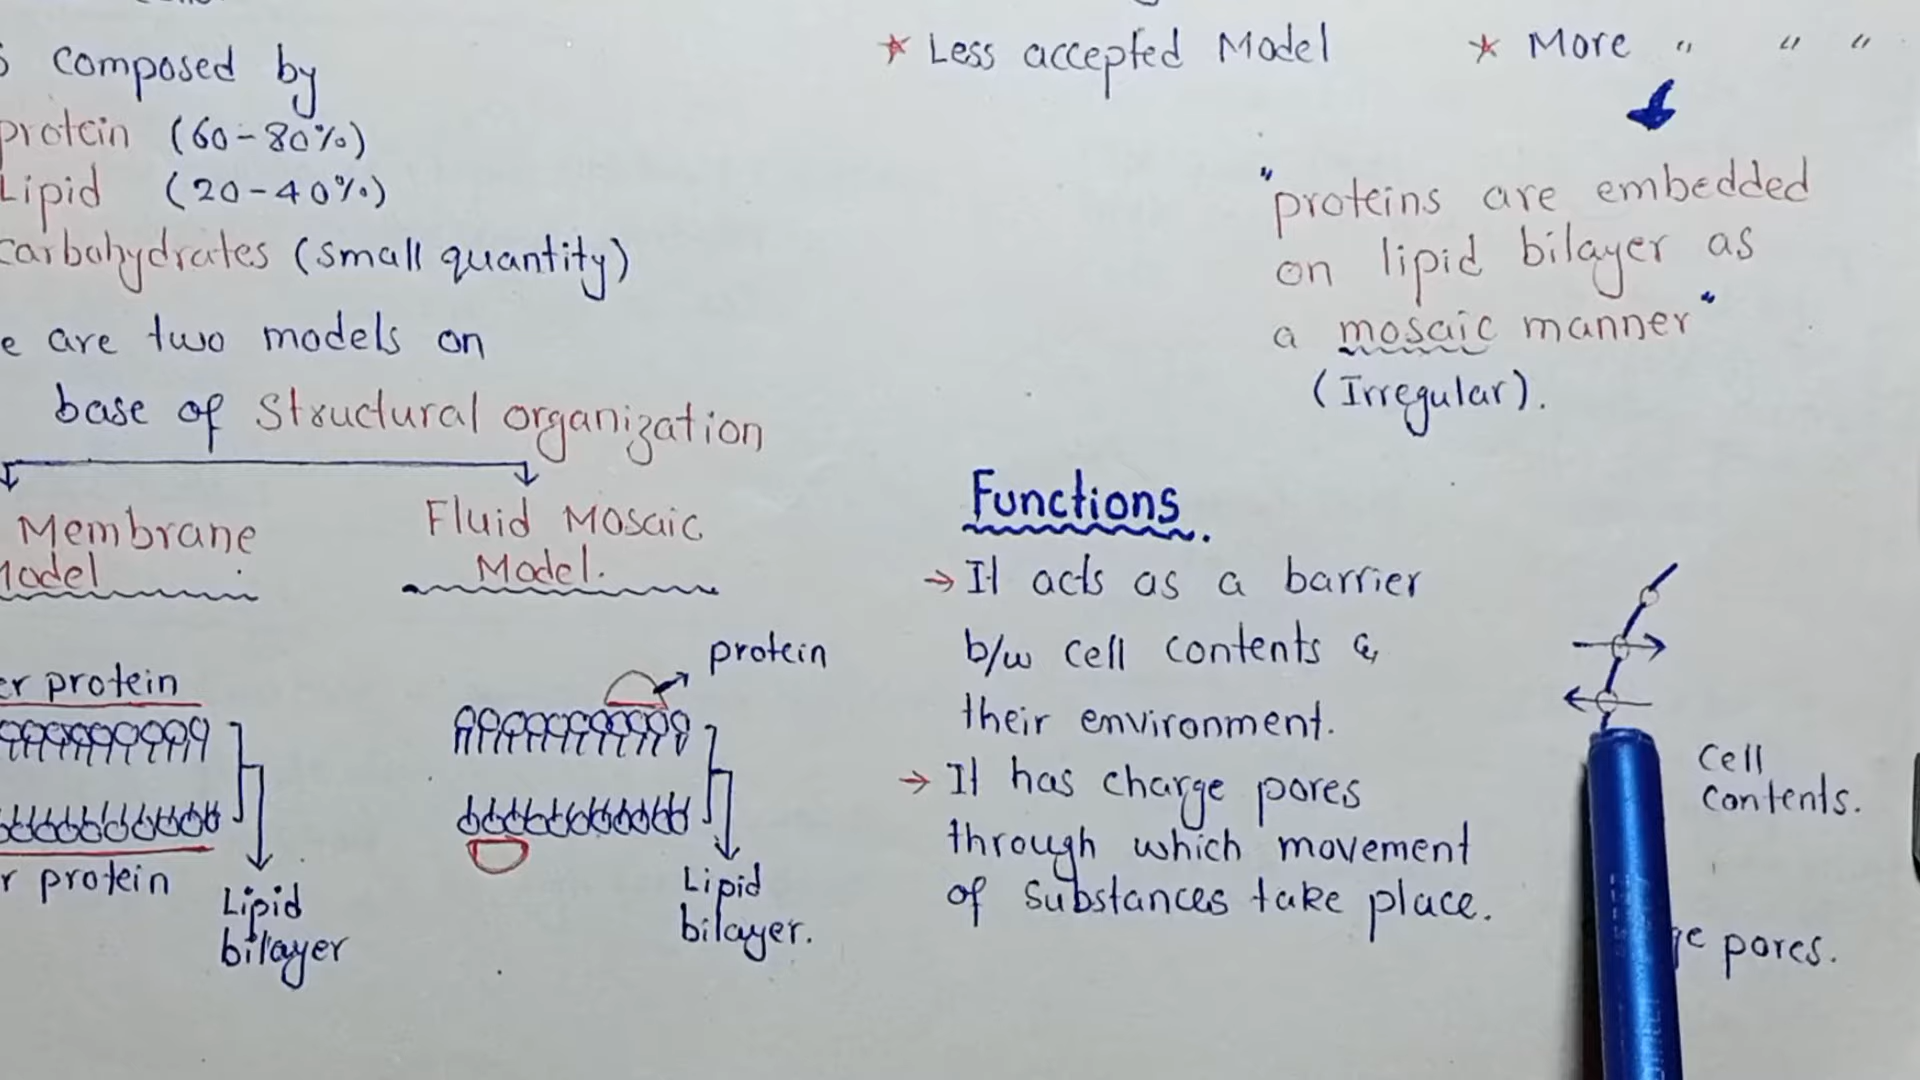 composed by
protein (60-80%)
Lipid (20-40%)
carbohydrates (small quantity)
are two models on
base of Structural organization
Membrane
Model
Fluid Mosaic
Model.
protein
protein
Lipid
bilayer
protein
Lipid
bilayer.
* Less accepted Model
* More " " "
"proteins are embedded
on lipid bilayer as
a mosaic manner"
(Irregular).
Functions.
→ It acts as a barrier
b/w cell contents &
their environment.
→ It has charge pores
through which movement
of substances take place.
Cell
contents.
pores.